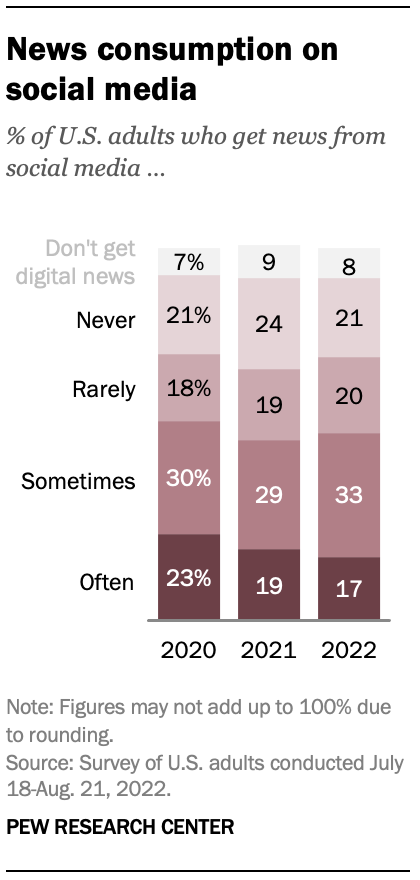 News consumption on
social media
% of U.S. adults who get news from
social media ...
Don't get
digital news
7% 9 8
Never 21% 24 21
Rarely 18% 19 20
Sometimes 30% 29 33
Often 23% 19 17
2020 2021 2022
Note: Figures may not add up to 100% due
to rounding.
Source: Survey of U.S. adults conducted July
18-Aug. 21, 2022.
PEW RESEARCH CENTER